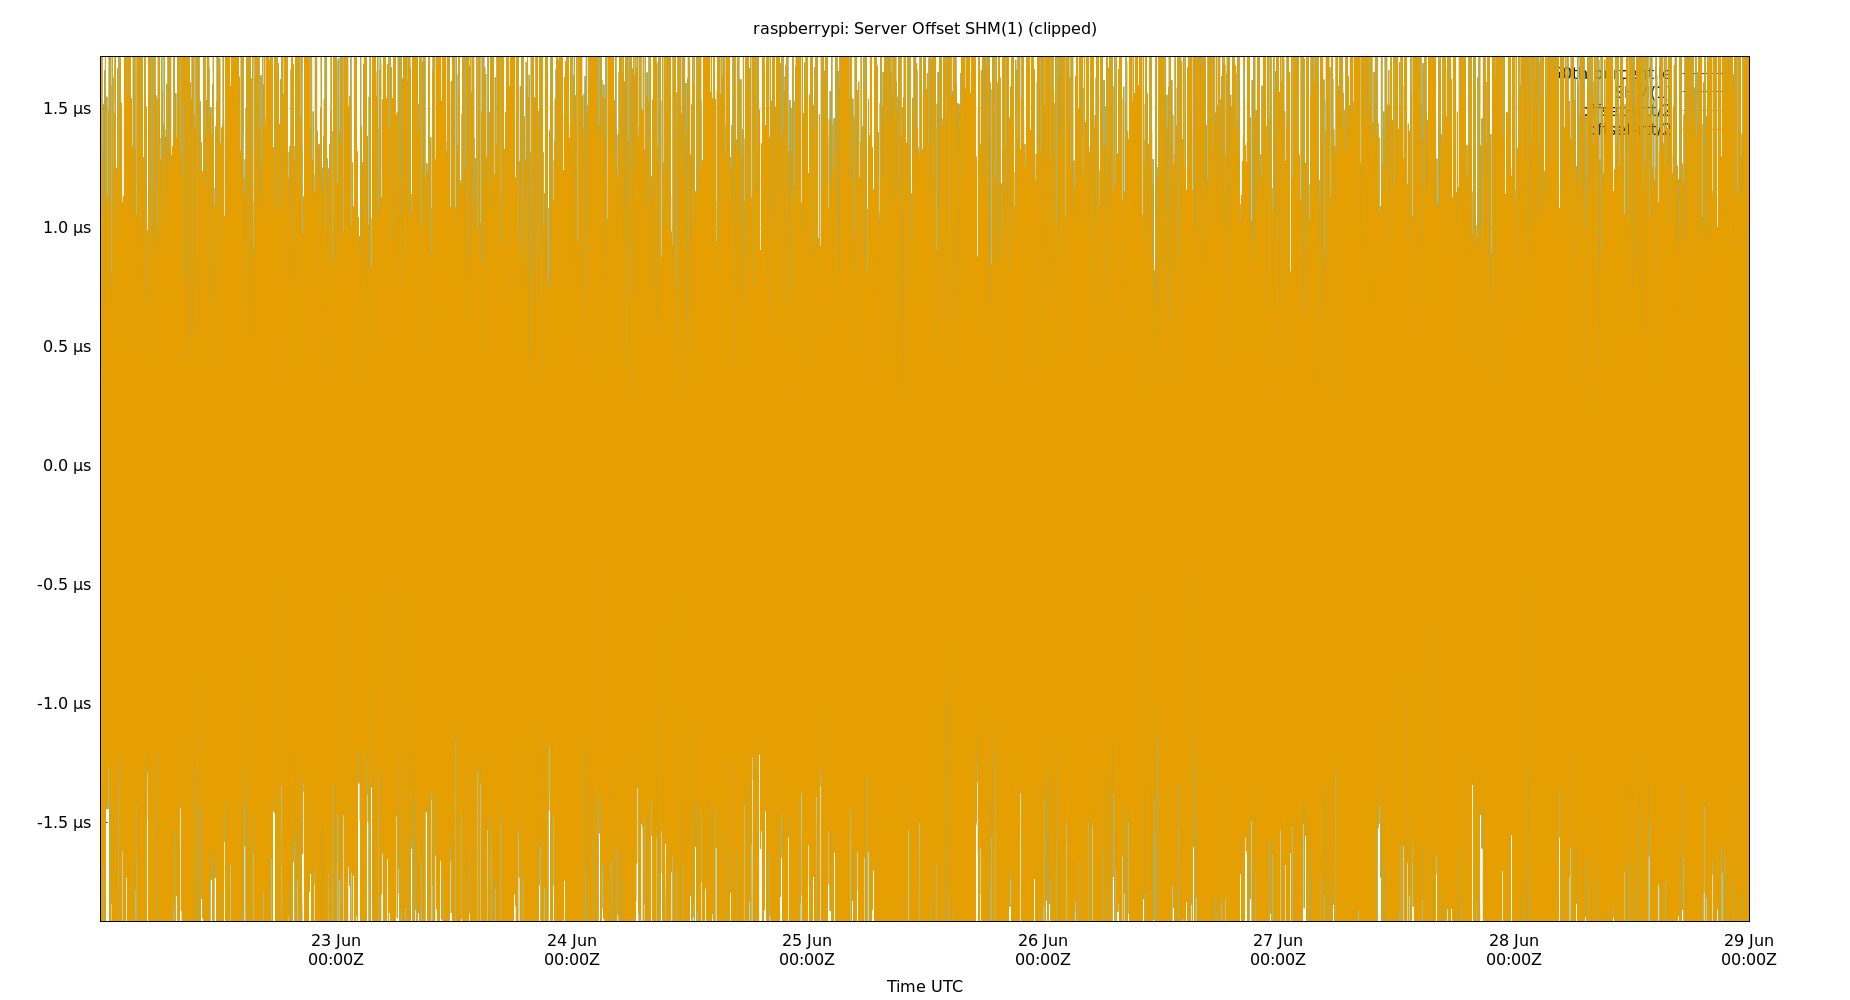 raspberrypi: Server Offset SHM(1) (clipped)
1.5 µs
1.0 µs
0.5 µs
0.0 µs
-0.5 µs
-1.0 µs
-1.5 µs
23 Jun 24 Jun 25 Jun 26 Jun 27 Jun 28 Jun 29 Jun
00:00Z 00:00Z 00:00Z 00:00Z 00:00Z 00:00Z 00:00Z
Time UTC